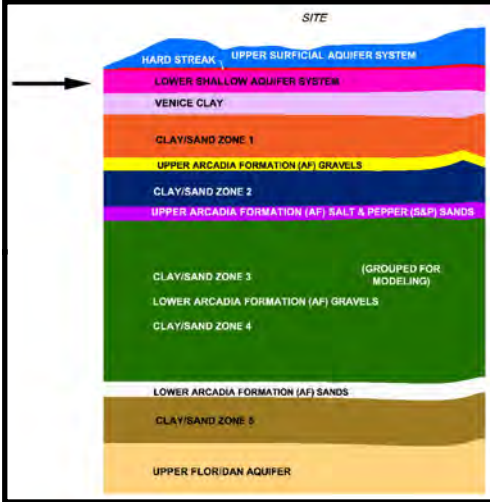 SITE
HARD STREAK
UPPER SURFICIAL AQUIFER SYSTEM
LOWER SHALLOW AQUIFER SYSTEM
VENICE CLAY
CLAY/SAND ZONE 1
UPPER ARCADIA FORMATION (AF) GRAVELS
CLAY/SAND ZONE 2
UPPER ARCADIA FORMATION (AF) SALT & PEPPER (S&P) SANDS
CLAY/SAND ZONE 3
(GROUPED FOR
MODELING)
LOWER ARCADIA FORMATION (AF) GRAVELS
CLAY/SAND ZONE 4
LOWER ARCADIA FORMATION (AF) SANDS
CLAY/SAND ZONE 5
UPPER FLORIDAN AQUIFER